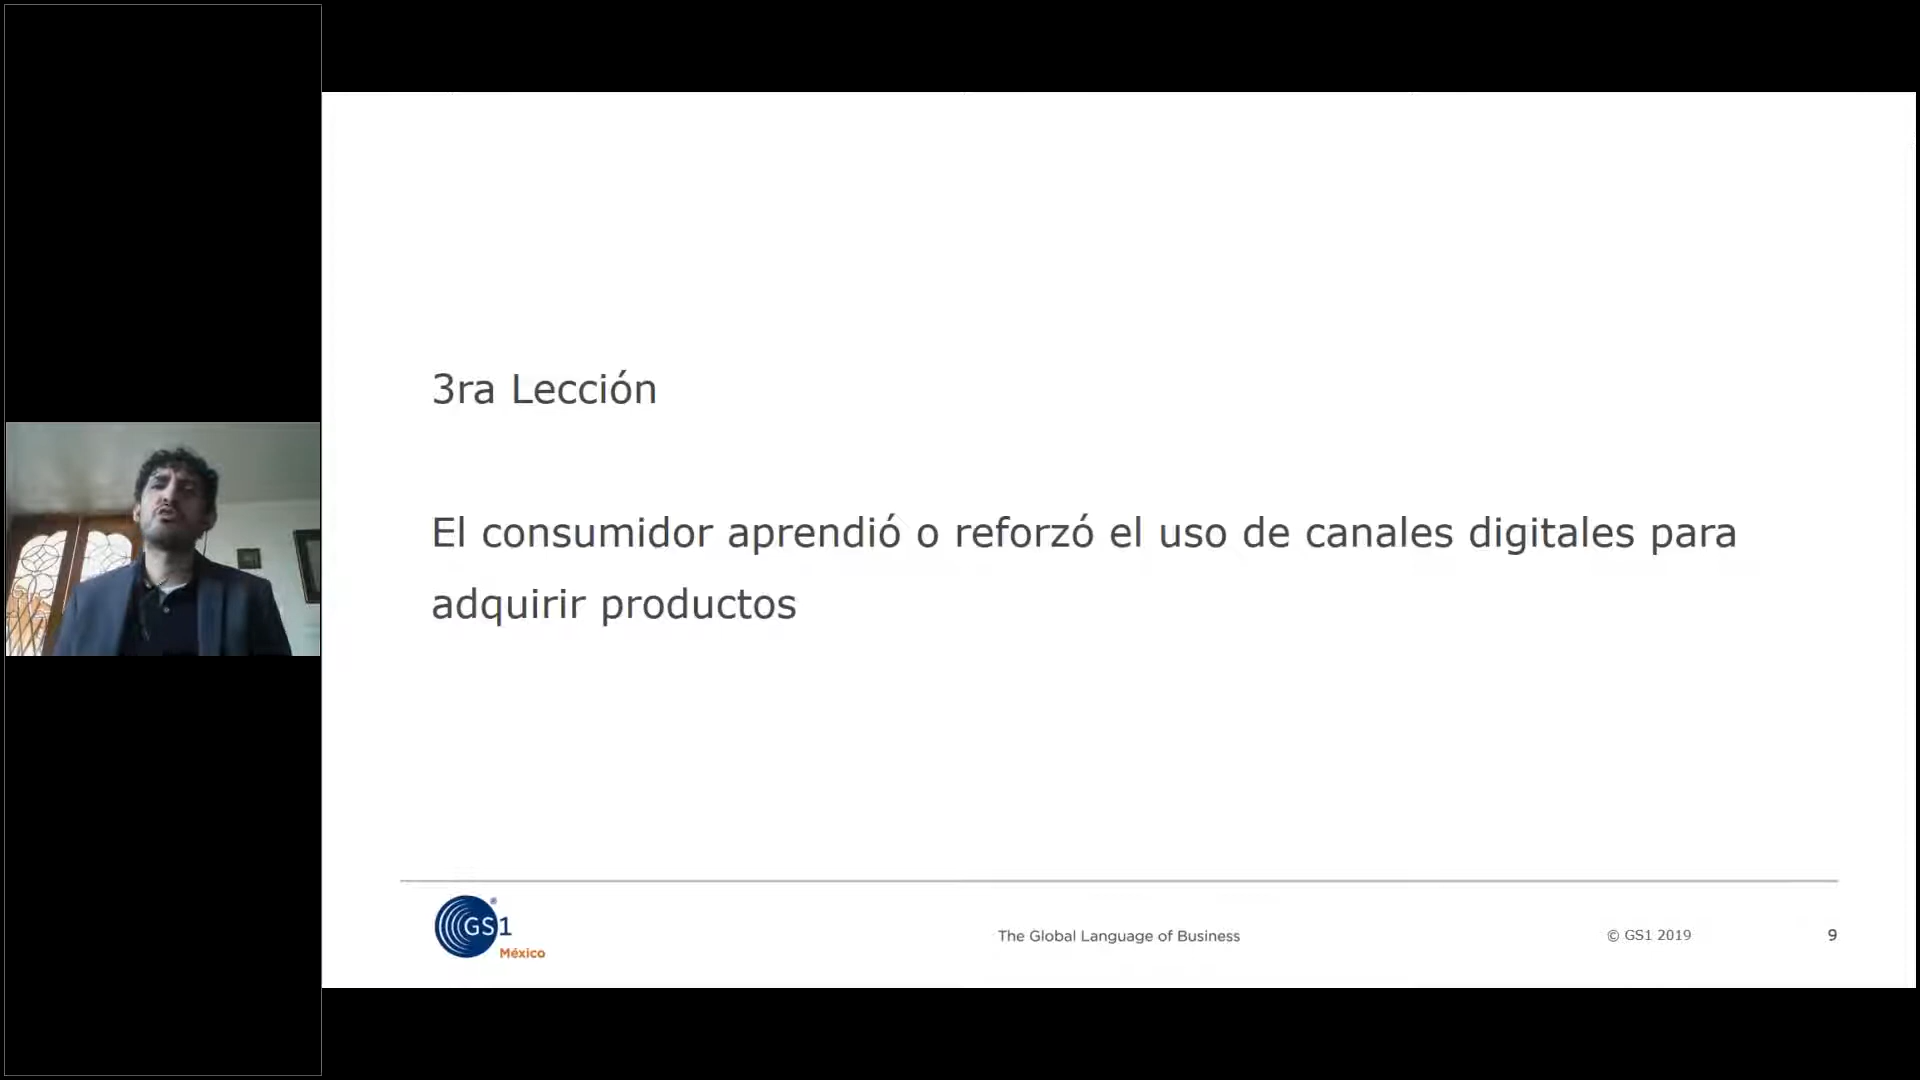 3ra Lección
El consumidor aprendió o reforzó el uso de canales digitales para
adquirir productos
GS1®
México
The Global Language of Business
© GS1 2019
9